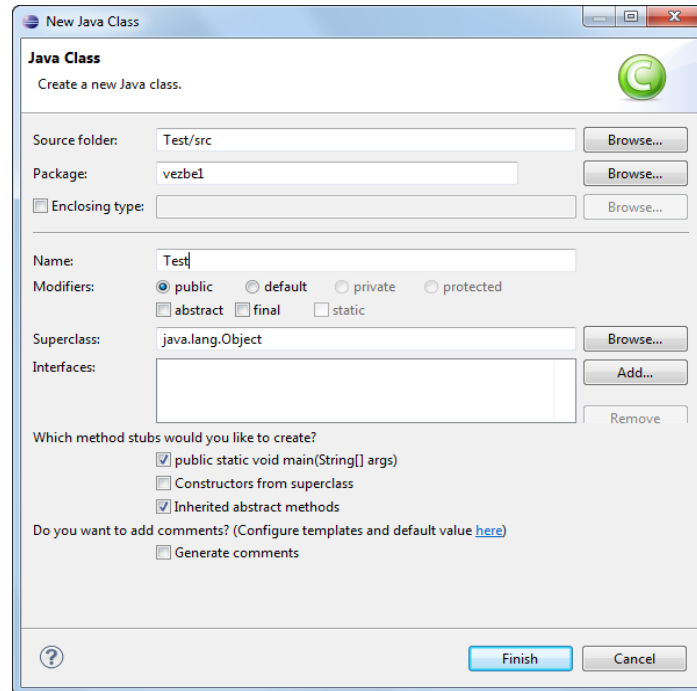 New Java Class
Java Class
Create a new Java class.
C
Source folder: Test/src Browse...
Package: vezbe1 Browse...
Enclosing type: Browse...
Name: Test
Modifiers: public default private protected
abstract final static
Superclass: java.lang.Object Browse...
Interfaces: Add...
Remove
Which method stubs would you like to create?
public static void main(String[] args)
Constructors from superclass
Inherited abstract methods
Do you want to add comments? (Configure templates and default value here)
Generate comments
? Finish Cancel